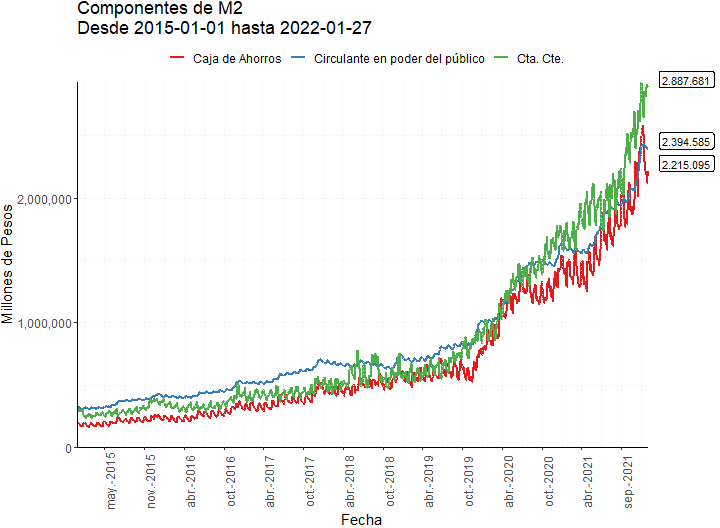 Componentes de M2
Desde 2015-01-01 hasta 2022-01-27
Caja de Ahorros Circulante en poder del público Cta. Cte.
2.887.681
2.394.585
2.215.095
Millones de Pesos
2,000,000
1,000,000
0
may.-2015 nov.-2015 abr.-2016 oct.-2016 abr.-2017 oct.-2017 abr.-2018 oct.-2018 abr.-2019 oct.-2019 abr.-2020 oct.-2020 abr.-2021 sep.-2021
Fecha